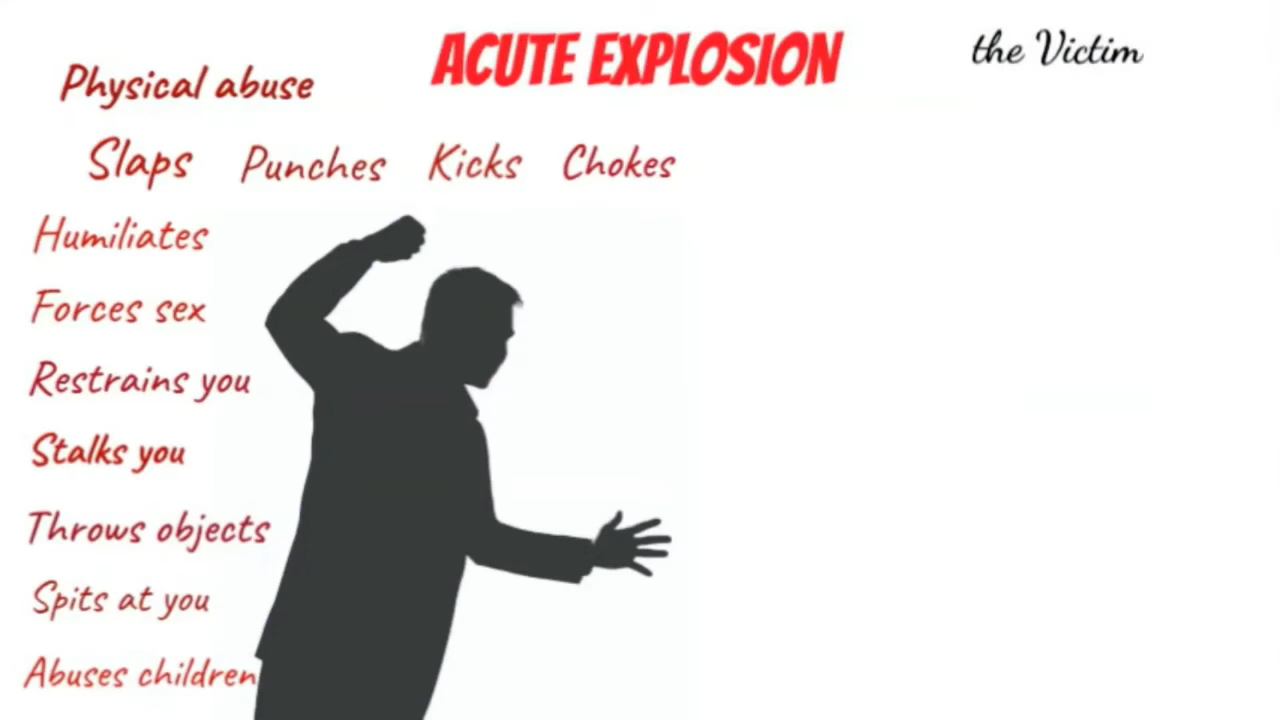 ACUTE EXPLOSION
the Victim
Physical abuse
Slaps Punches Kicks Chokes
Humiliates
Forces sex
Restrains you
Stalks you
Throws objects
Spits at you
Abuses children